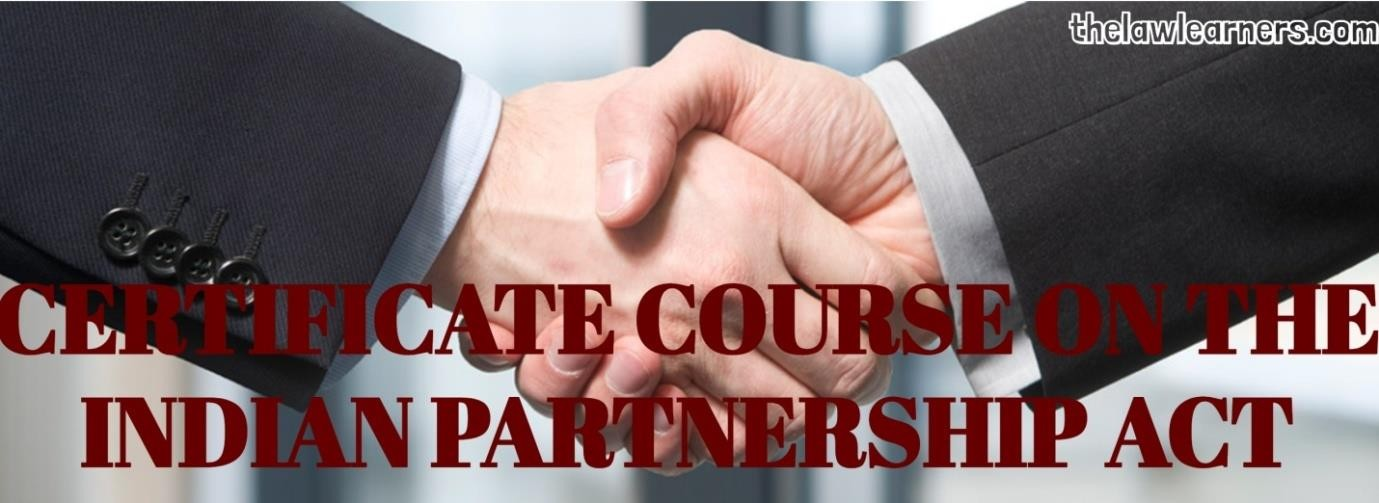 thelawlearners.com
CERTIFICATE COURSE ON THE
INDIAN PARTNERSHIP ACT